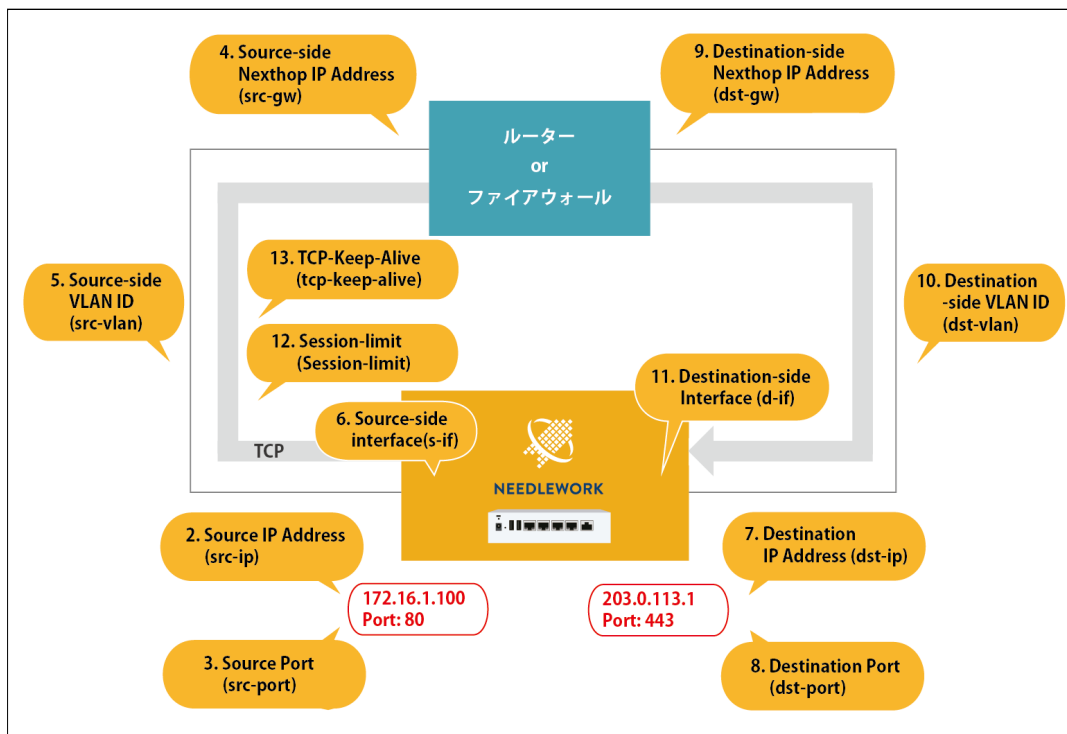 4. Source-side
Nexthop IP Address
(src-gw)
9. Destination-side
Nexthop IP Address
(dst-gw)
ルーター
or
ファイアウォール
13. TCP-Keep-Alive
(tcp-keep-alive)
5. Source-side
VLAN ID
(src-vlan)
10. Destination
-side VLAN ID
(dst-vlan)
12. Session-limit
(Session-limit)
11. Destination-side
Interface (d-if)
6. Source-side
interface(s-if)
TCP
NEEDLEWORK
2. Source IP Address
(src-ip)
7. Destination
IP Address (dst-ip)
172.16.1.100
Port: 80
203.0.113.1
Port: 443
3. Source Port
(src-port)
8. Destination Port
(dst-port)